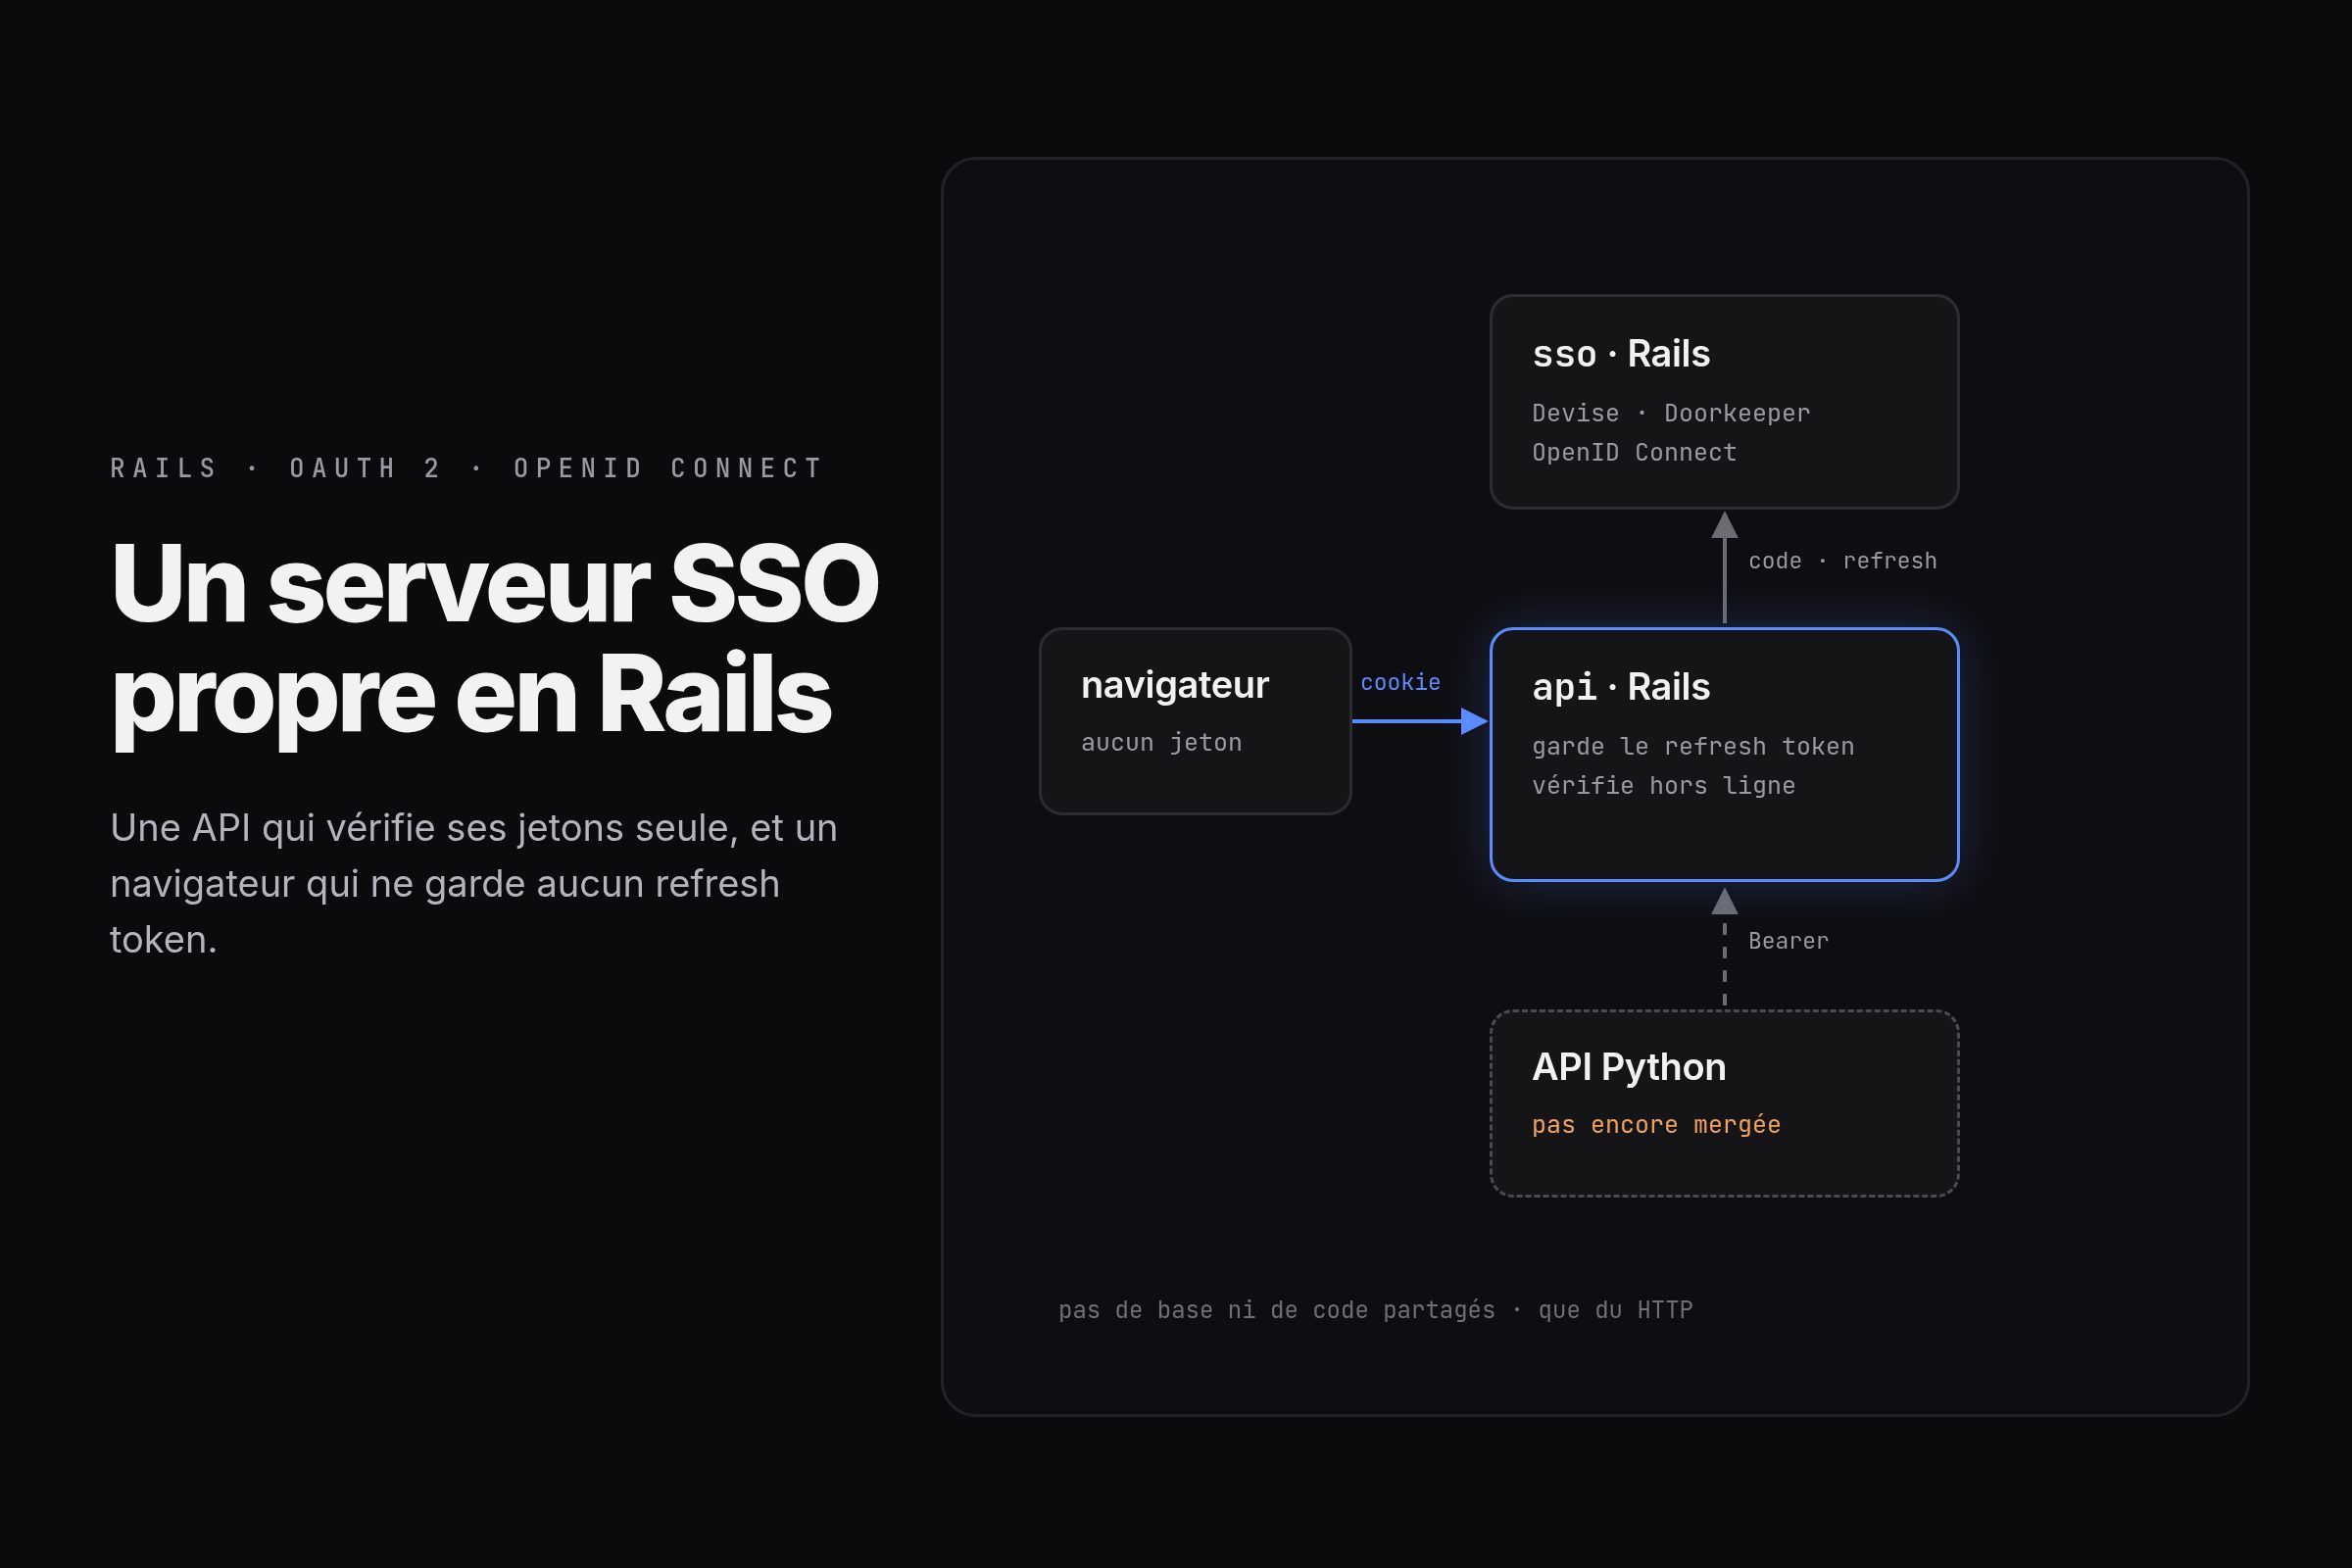 RAILS · OAUTH 2 · OPENID CONNECT
Un serveur SSO
propre en Rails
Une API qui vérifie ses jetons seule, et un
navigateur qui ne garde aucun refresh
token.
sso · Rails
Devise · Doorkeeper
OpenID Connect
code · refresh
navigateur
aucun jeton
cookie
api · Rails
garde le refresh token
vérifie hors ligne
Bearer
API Python
pas encore mergée
pas de base ni de code partagés · que du HTTP